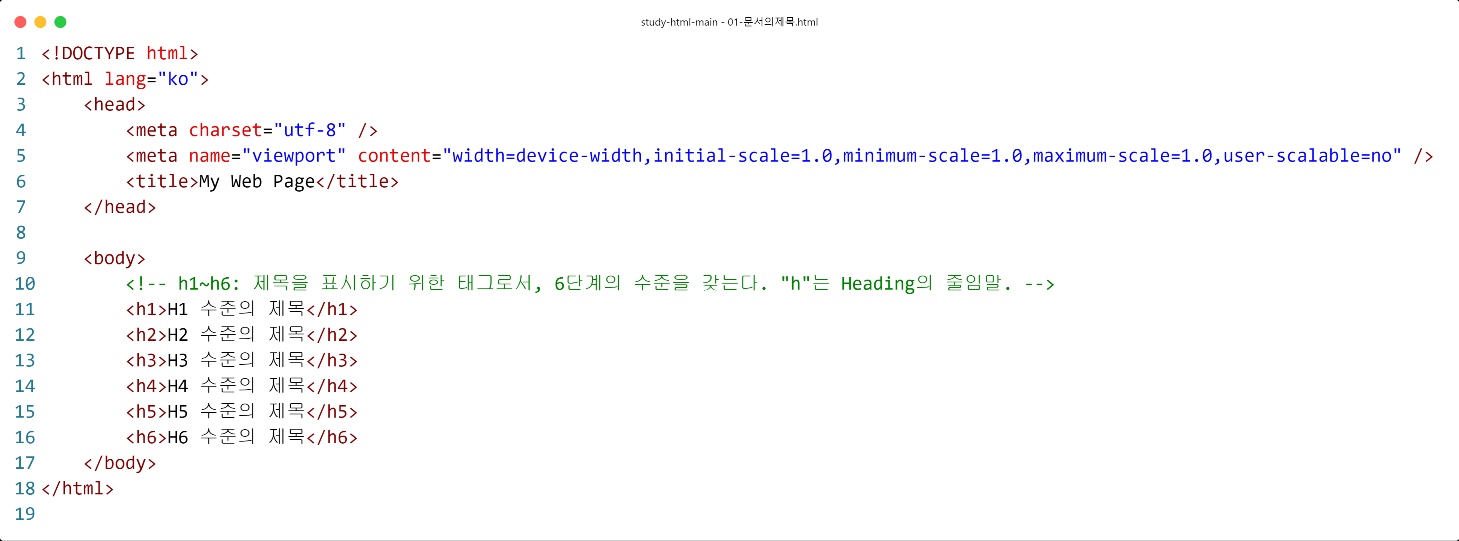 study-html-main - 01-문서의제목.html
1 <!DOCTYPE html>
2 <html lang="ko">
3     <head>
4         <meta charset="utf-8" />
5         <meta name="viewport" content="width=device-width,initial-scale=1.0,minimum-scale=1.0,maximum-scale=1.0,user-scalable=no" />
6         <title>My Web Page</title>
7     </head>
8
9     <body>
10         <!-- h1~h6: 제목을 표시하기 위한 태그로서, 6단계의 수준을 갖는다. "h"는 Heading의 줄임말. -->
11         <h1>H1 수준의 제목</h1>
12         <h2>H2 수준의 제목</h2>
13         <h3>H3 수준의 제목</h3>
14         <h4>H4 수준의 제목</h4>
15         <h5>H5 수준의 제목</h5>
16         <h6>H6 수준의 제목</h6>
17     </body>
18 </html>
19